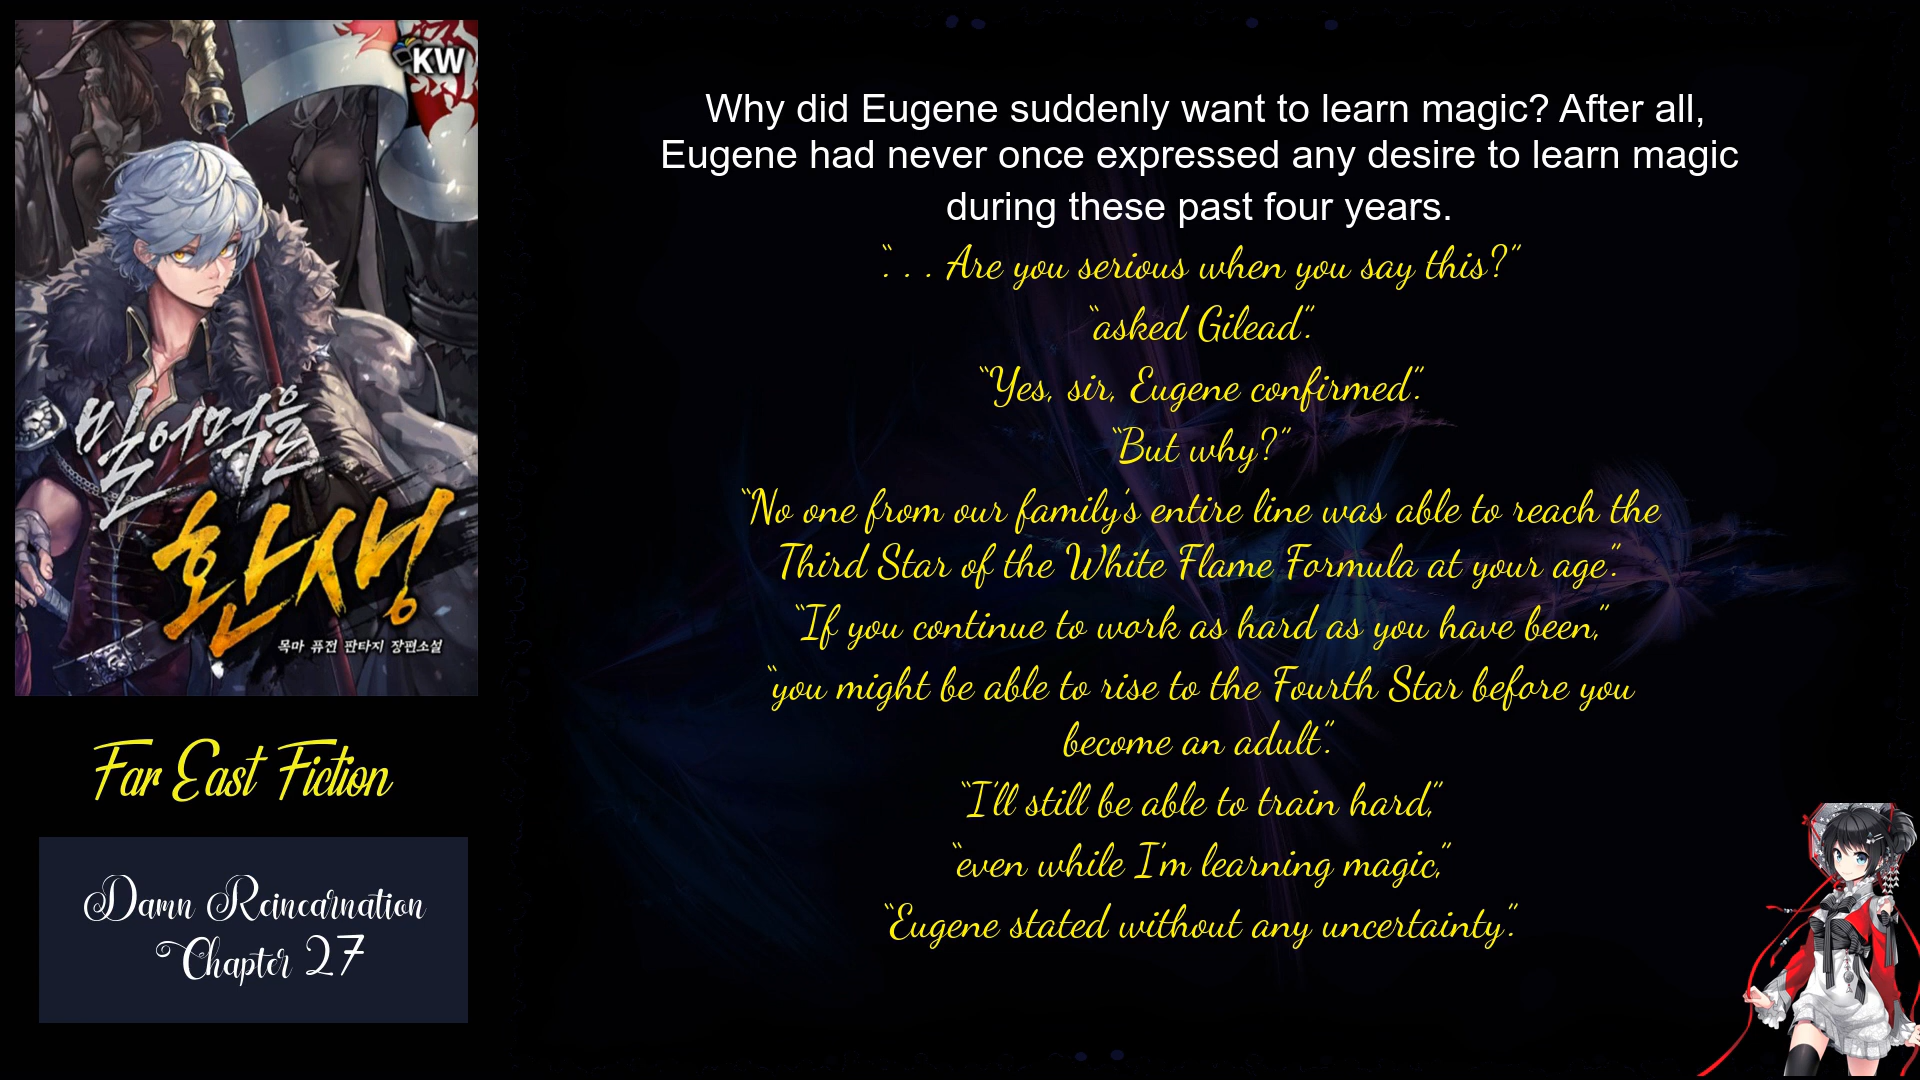 KW
빌어먹을
환생
목마 퓨전 판타지 장편소설
Far East Fiction
Damn Reincarnation
Chapter 27
Why did Eugene suddenly want to learn magic? After all,
Eugene had never once expressed any desire to learn magic
during these past four years.
“. . . Are you serious when you say this?”
“asked Gilead”.
“Yes, sir, Eugene confirmed”.
“But why?”
“No one from our family's entire line was able to reach the
Third Star of the White Flame Formula at your age”.
“If you continue to work as hard as you have been,”
“you might be able to rise to the Fourth Star before you
become an adult”.
“I'll still be able to train hard,”
“even while I'm learning magic,”
“Eugene stated without any uncertainty”.